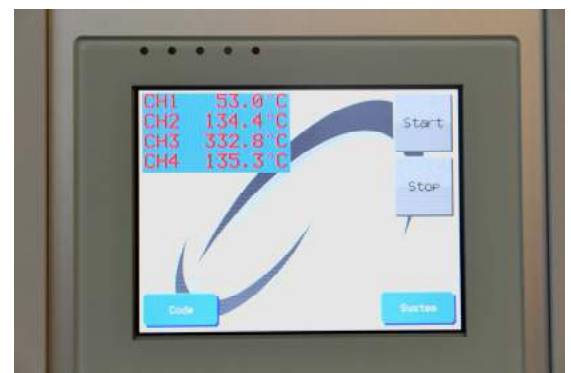 CH1 53.0°C
CH2 134.4°C
CH3 332.8°C
CH4 135.3°C
Start
Stop
Code
System